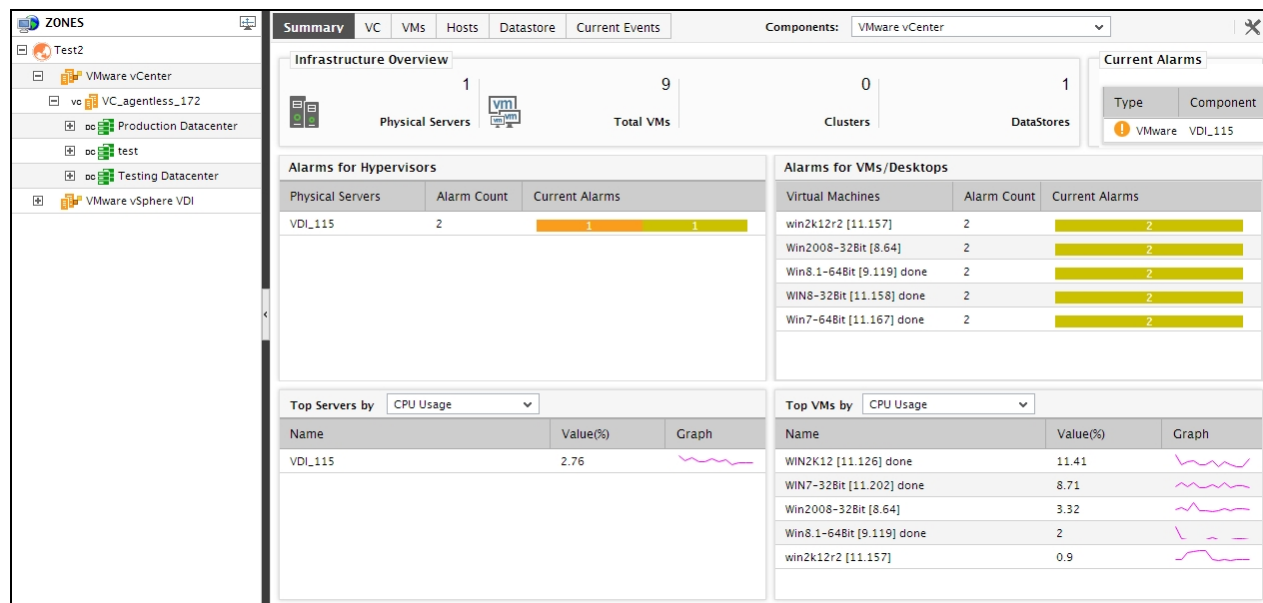 ZONES
Test2
VMware vCenter
VC VC_agentless_172
DC Production Datacenter
DC test
DC Testing Datacenter
VMware vSphere VDI
Summary VC VMs Hosts Datastore Current Events Components: VMware vCenter
Infrastructure Overview
1 Physical Servers
vm vm vm
9 Total VMs
0 Clusters
1 DataStores
Current Alarms
Type Component
VMware VDI_115
Alarms for Hypervisors
Physical Servers Alarm Count Current Alarms
VDI_115 2 1 1
Alarms for VMs/Desktops
Virtual Machines Alarm Count Current Alarms
win2k12r2 [11.157] 2 2
Win2008-32Bit [8.64] 2 2
Win8.1-64Bit [9.119] done 2 2
WIN8-32Bit [11.158] done 2 2
Win7-64Bit [11.167] done 2 2
Top Servers by CPU Usage
Name Value(%) Graph
VDI_115 2.76
Top VMs by CPU Usage
Name Value(%) Graph
WIN2K12 [11.126] done 11.41
WIN7-32Bit [11.202] done 8.71
Win2008-32Bit [8.64] 3.32
Win8.1-64Bit [9.119] done 2
win2k12r2 [11.157] 0.9